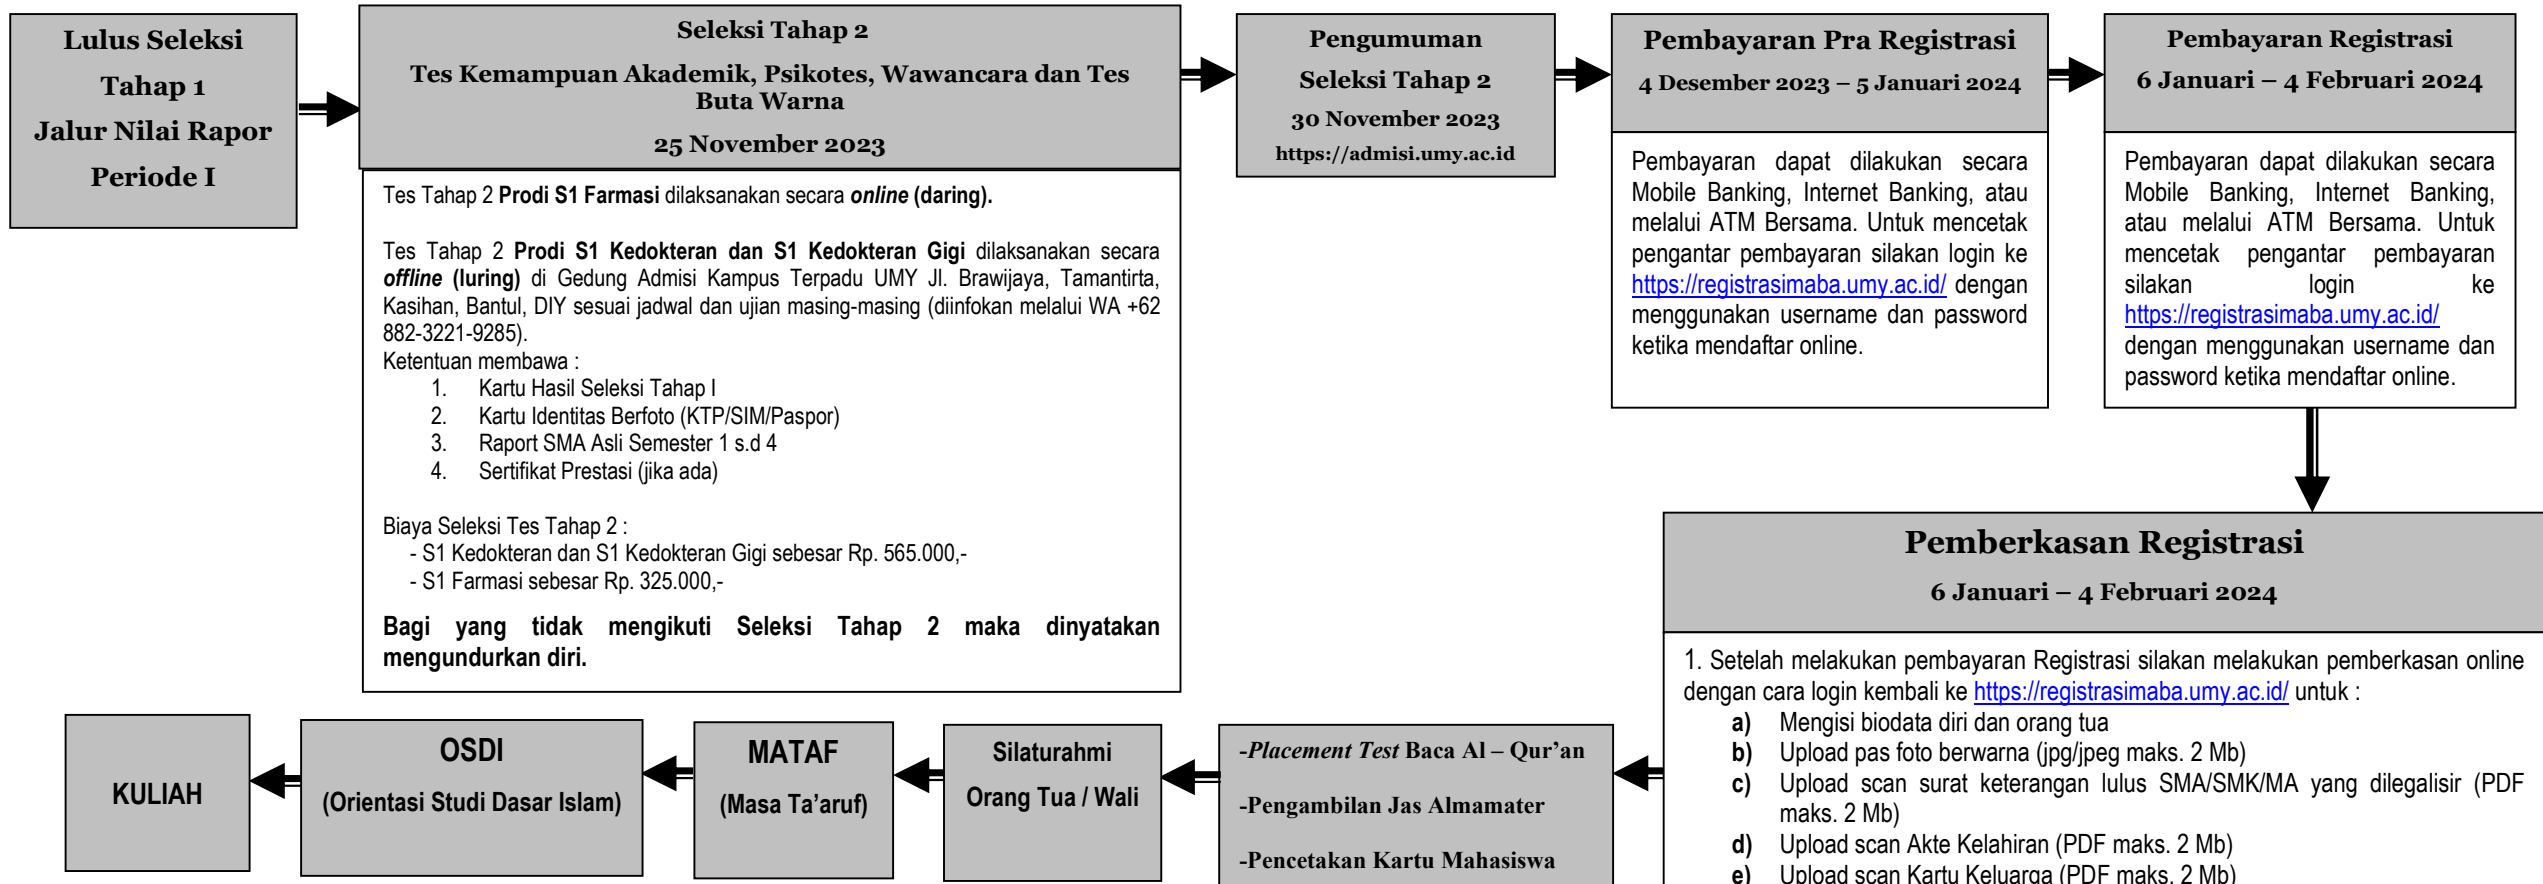 Lulus Seleksi
Tahap 1
Jalur Nilai Rapor
Periode I
Seleksi Tahap 2
Tes Kemampuan Akademik, Psikotes, Wawancara dan Tes
Buta Warna
25 November 2023
Tes Tahap 2 Prodi S1 Farmasi dilaksanakan secara online (daring).
Tes Tahap 2 Prodi S1 Kedokteran dan S1 Kedokteran Gigi dilaksanakan secara
offline (luring) di Gedung Admisi Kampus Terpadu UMY Jl. Brawijaya, Tamantirta,
Kasihan, Bantul, DIY sesuai jadwal dan ujian masing-masing (diinfokan melalui WA +62
882-3221-9285).
Ketentuan membawa :
1. Kartu Hasil Seleksi Tahap I
2. Kartu Identitas Berfoto (KTP/SIM/Paspor)
3. Raport SMA Asli Semester 1 s.d 4
4. Sertifikat Prestasi (jika ada)
Biaya Seleksi Tes Tahap 2 :
- S1 Kedokteran dan S1 Kedokteran Gigi sebesar Rp. 565.000,-
- S1 Farmasi sebesar Rp. 325.000,-
Bagi yang tidak mengikuti Seleksi Tahap 2 maka dinyatakan
mengundurkan diri.
Pengumuman
Seleksi Tahap 2
30 November 2023
https://admisi.umy.ac.id
Pembayaran Pra Registrasi
4 Desember 2023 – 5 Januari 2024
Pembayaran dapat dilakukan secara
Mobile Banking, Internet Banking, atau
melalui ATM Bersama. Untuk mencetak
pengantar pembayaran silakan login ke
https://registrasimaba.umy.ac.id/ dengan
menggunakan username dan password
ketika mendaftar online.
Pembayaran Registrasi
6 Januari – 4 Februari 2024
Pembayaran dapat dilakukan secara
Mobile Banking, Internet Banking,
atau melalui ATM Bersama. Untuk
mencetak pengantar pembayaran
silakan login ke
https://registrasimaba.umy.ac.id/
dengan menggunakan username dan
password ketika mendaftar online.
Pemberkasan Registrasi
6 Januari – 4 Februari 2024
1. Setelah melakukan pembayaran Registrasi silakan melakukan pemberkasan online
dengan cara login kembali ke https://registrasimaba.umy.ac.id/ untuk :
a) Mengisi biodata diri dan orang tua
b) Upload pas foto berwarna (jpg/jpeg maks. 2 Mb)
c) Upload scan surat keterangan lulus SMA/SMK/MA yang dilegalisir (PDF
maks. 2 Mb)
d) Upload scan Akte Kelahiran (PDF maks. 2 Mb)
e) Upload scan Kartu Keluarga (PDF maks. 2 Mb)
-Placement Test Baca Al – Qur’an
-Pengambilan Jas Almamater
-Pencetakan Kartu Mahasiswa
Silaturahmi
Orang Tua / Wali
MATAF
(Masa Ta’aruf)
OSDI
(Orientasi Studi Dasar Islam)
KULIAH